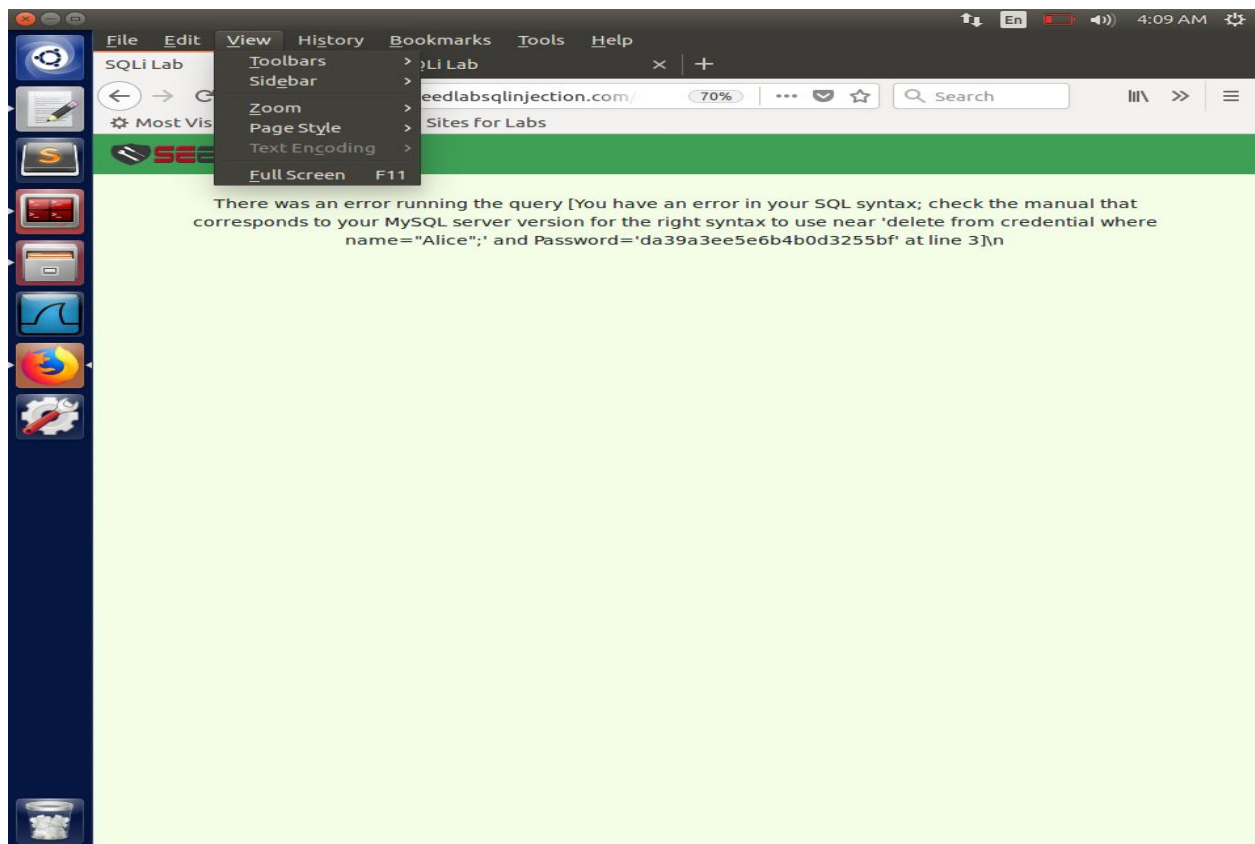 En 4:09 AM
File Edit View History Bookmarks Tools Help
SQLi Lab QLi Lab × +
Toolbars >
Sidebar >
Zoom >
Page Style >
Text Encoding >
Full Screen F11
eedlabsqlinjection.com/ 70% ... Search
Most Vis Sites for Labs
SEE
There was an error running the query [You have an error in your SQL syntax; check the manual that
corresponds to your MySQL server version for the right syntax to use near 'delete from credential where
name="Alice";' and Password='da39a3ee5e6b4b0d3255bf' at line 3]\n